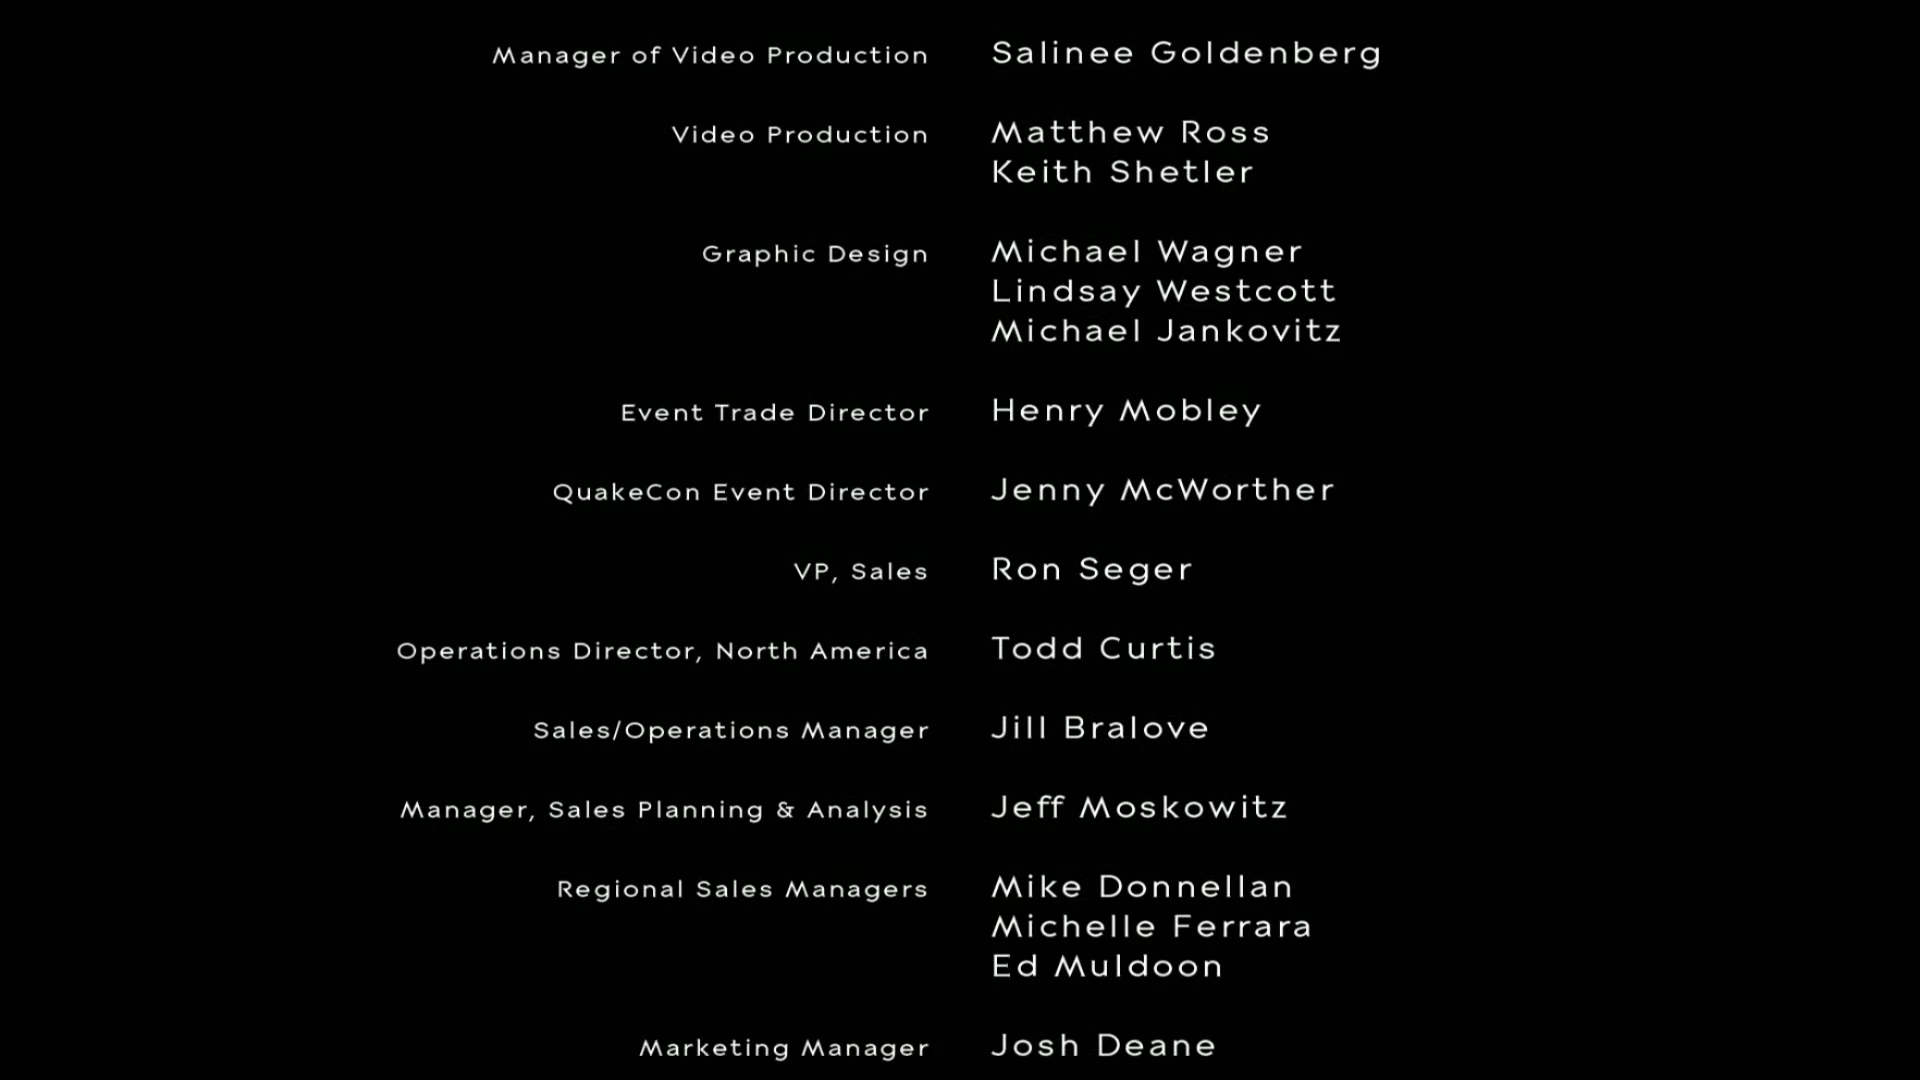 Manager of Video Production Salinee Goldenberg
Video Production Matthew Ross
Keith Shetler
Graphic Design Michael Wagner
Lindsay Westcott
Michael Jankovitz
Event Trade Director Henry Mobley
QuakeCon Event Director Jenny McWorther
VP, Sales Ron Seger
Operations Director, North America Todd Curtis
Sales/Operations Manager Jill Bralove
Manager, Sales Planning & Analysis Jeff Moskowitz
Regional Sales Managers Mike Donnellan
Michelle Ferrara
Ed Muldoon
Marketing Manager Josh Deane